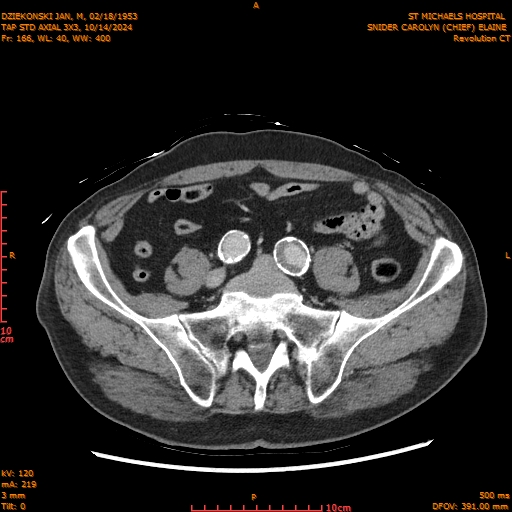 A
DZIEKONSKI JAN, M, 02/18/1953
TAP STD AXIAL 3X3, 10/14/2024
Fr: 166, WL: 40, WW: 400
ST MICHAELS HOSPITAL
SNIDER CAROLYN (CHIEF) ELAINE
Revolution CT
R
L
10
cm
kV: 120
mA: 219
3 mm
Tilt: 0
P
10cm
500 ms
DFOV: 391.00 mm